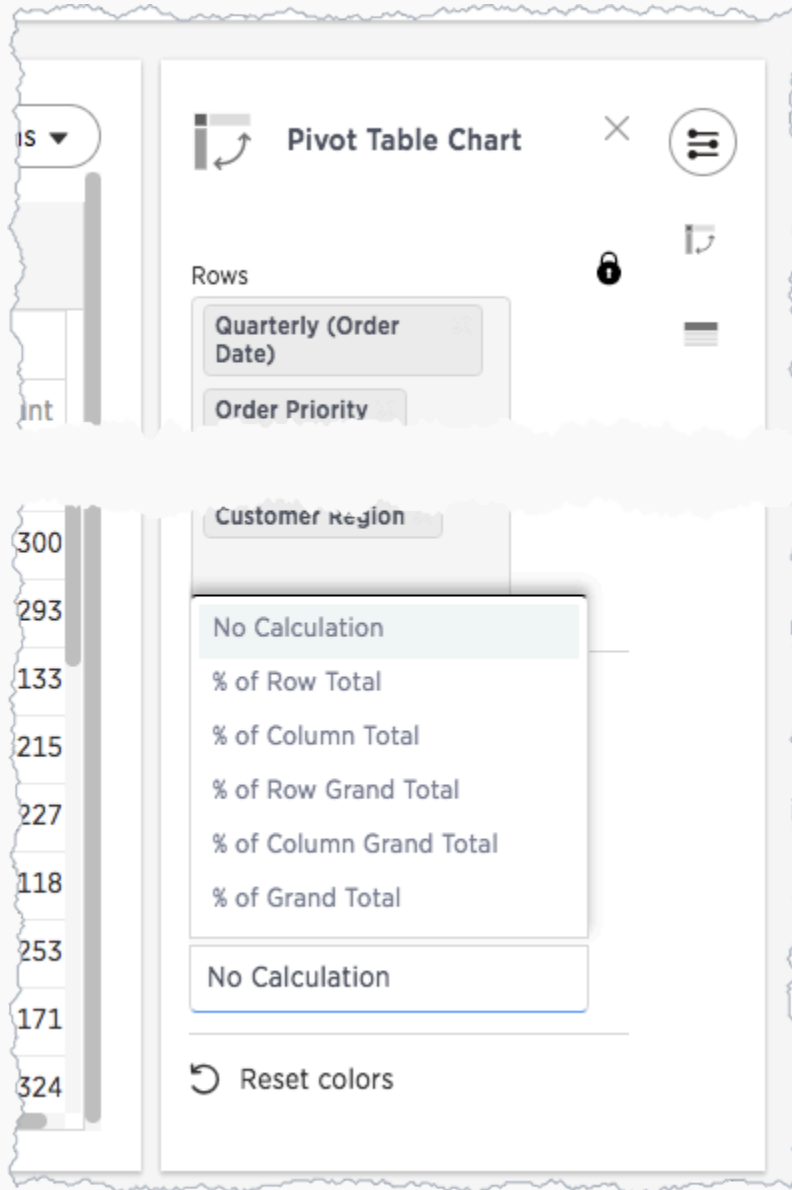 Pivot Table Chart
Rows
Quarterly (Order
Date)
Order Priority
Customer Region
300
293
133
215
227
118
253
171
324
No Calculation
% of Row Total
% of Column Total
% of Row Grand Total
% of Column Grand Total
% of Grand Total
No Calculation
Reset colors